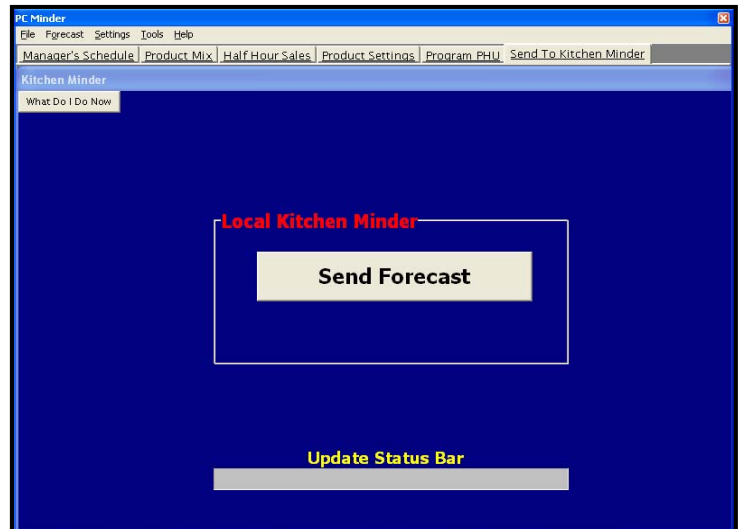 PC Minder
File Forecast Settings Tools Help
Manager's Schedule Product Mix Half Hour Sales Product Settings Program PHU Send To Kitchen Minder
Kitchen Minder
What Do I Do Now
Local Kitchen Minder
Send Forecast
Update Status Bar